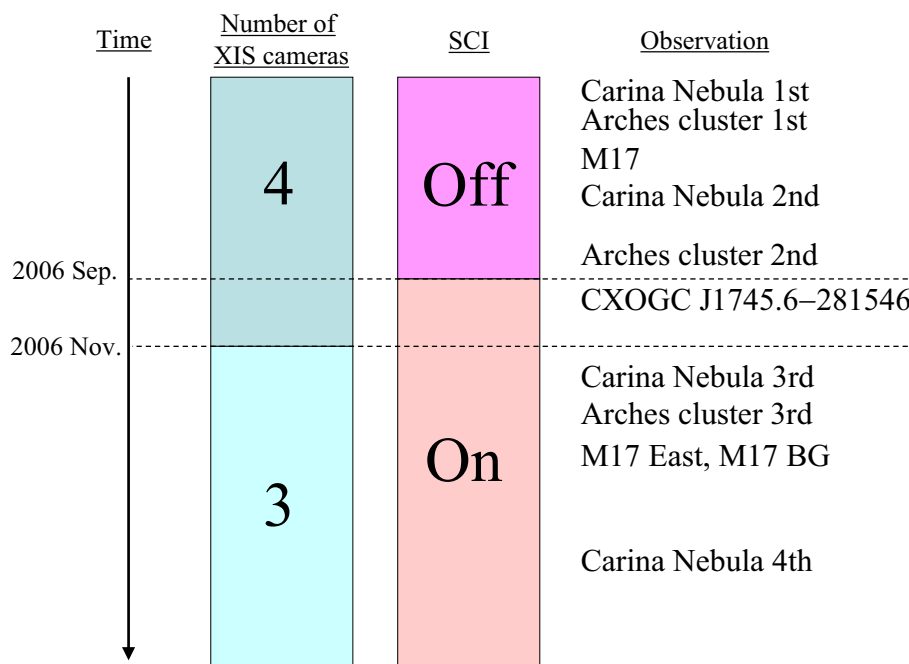 Time
Number of
XIS cameras
SCI
Observation
Carina Nebula 1st
Arches cluster 1st
M17
4
Off
Carina Nebula 2nd
Arches cluster 2nd
2006 Sep.
CXOGC J1745.6−281546
2006 Nov.
Carina Nebula 3rd
Arches cluster 3rd
On
M17 East, M17 BG
3
Carina Nebula 4th